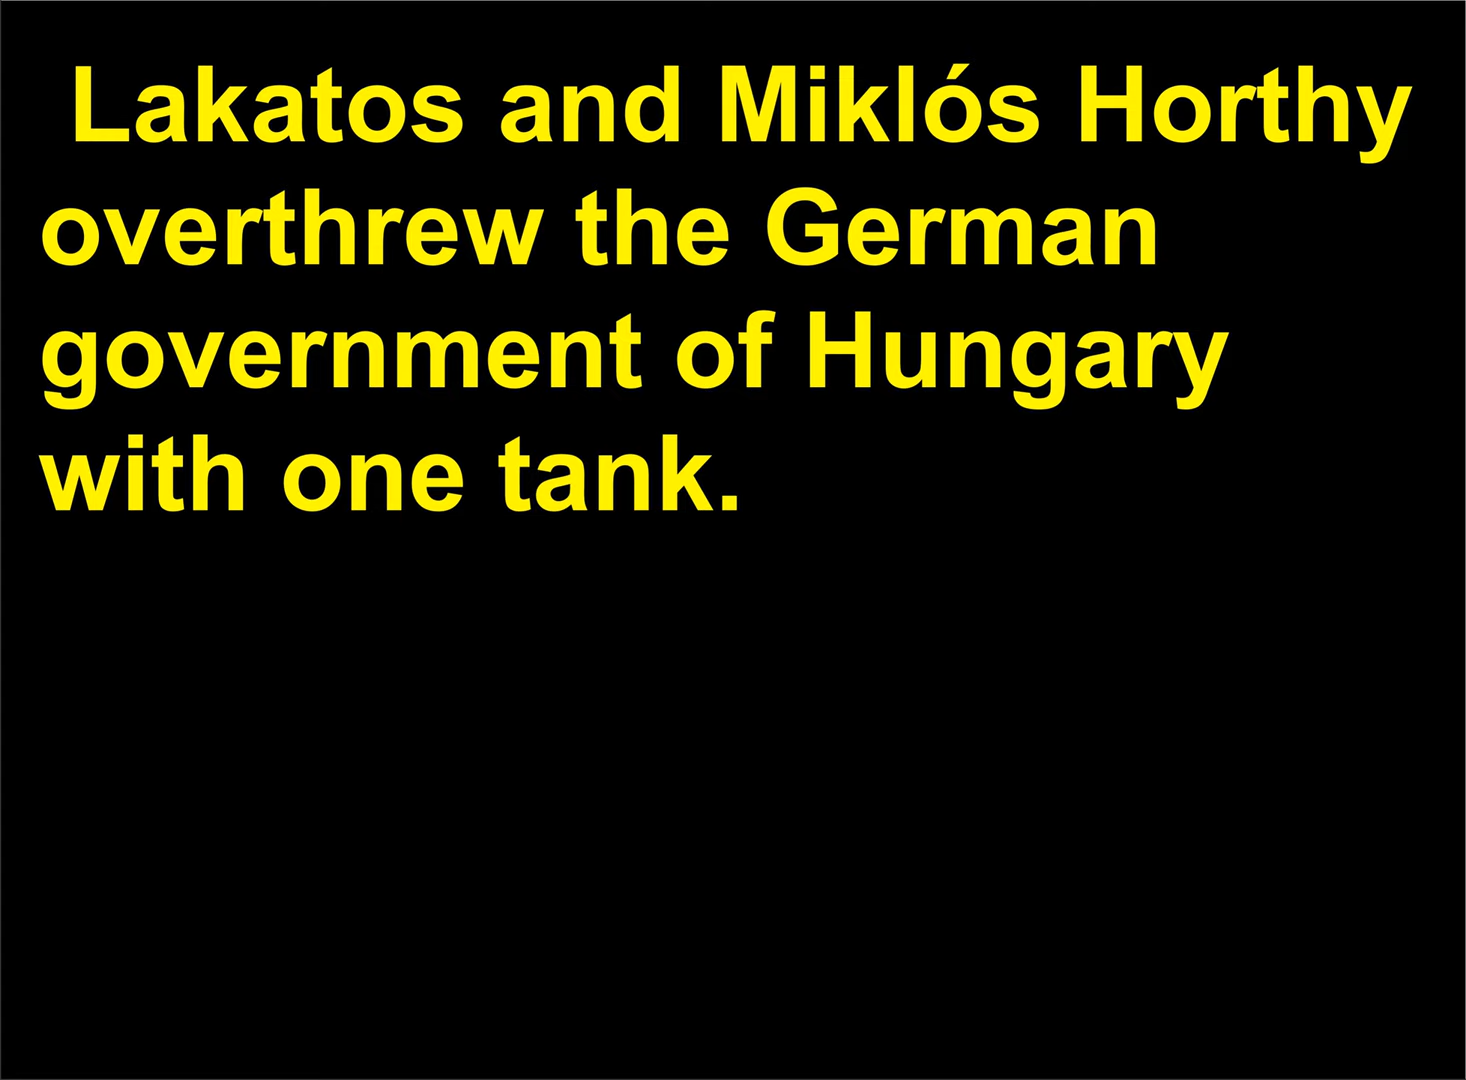 Lakatos and Miklós Horthy
overthrew the German
government of Hungary
with one tank.